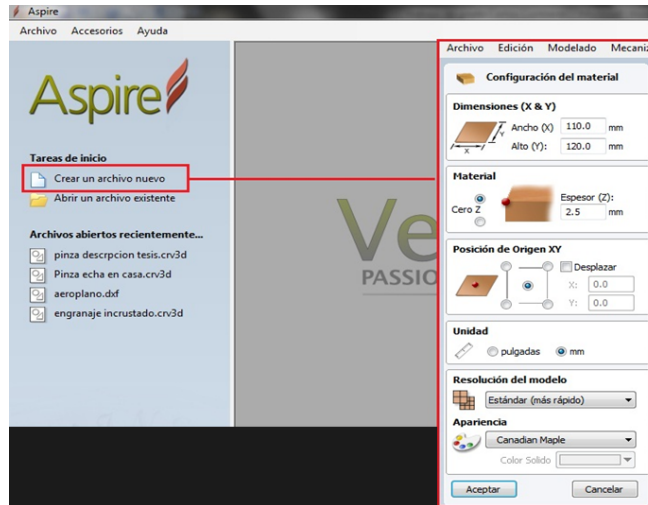 Aspire
Archivo Accesorios Ayuda
Aspire
Tareas de inicio
Crear un archivo nuevo
Abrir un archivo existente
Archivos abiertos recientemente...
pinza descrpcion tesis.crv3d
Pinza echa en casa.crv3d
aeroplano.dxf
engranaje incrustado.crv3d
Ve
PASSIO
Archivo Edición Modelado Mecaniz
Configuración del material
Dimensiones (X & Y)
Ancho (X) 110.0 mm
Alto (Y): 120.0 mm
Y
X
Material
Cero Z
Espesor (Z):
2.5 mm
Posición de Origen XY
Desplazar
X: 0.0
Y: 0.0
Unidad
pulgadas mm
Resolución del modelo
Estándar (más rápido)
Apariencia
Canadian Maple
Color Solido
Aceptar Cancelar